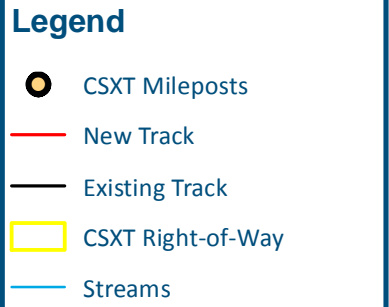 Legend
CSXT Mileposts
New Track
Existing Track
CSXT Right-of-Way
Streams